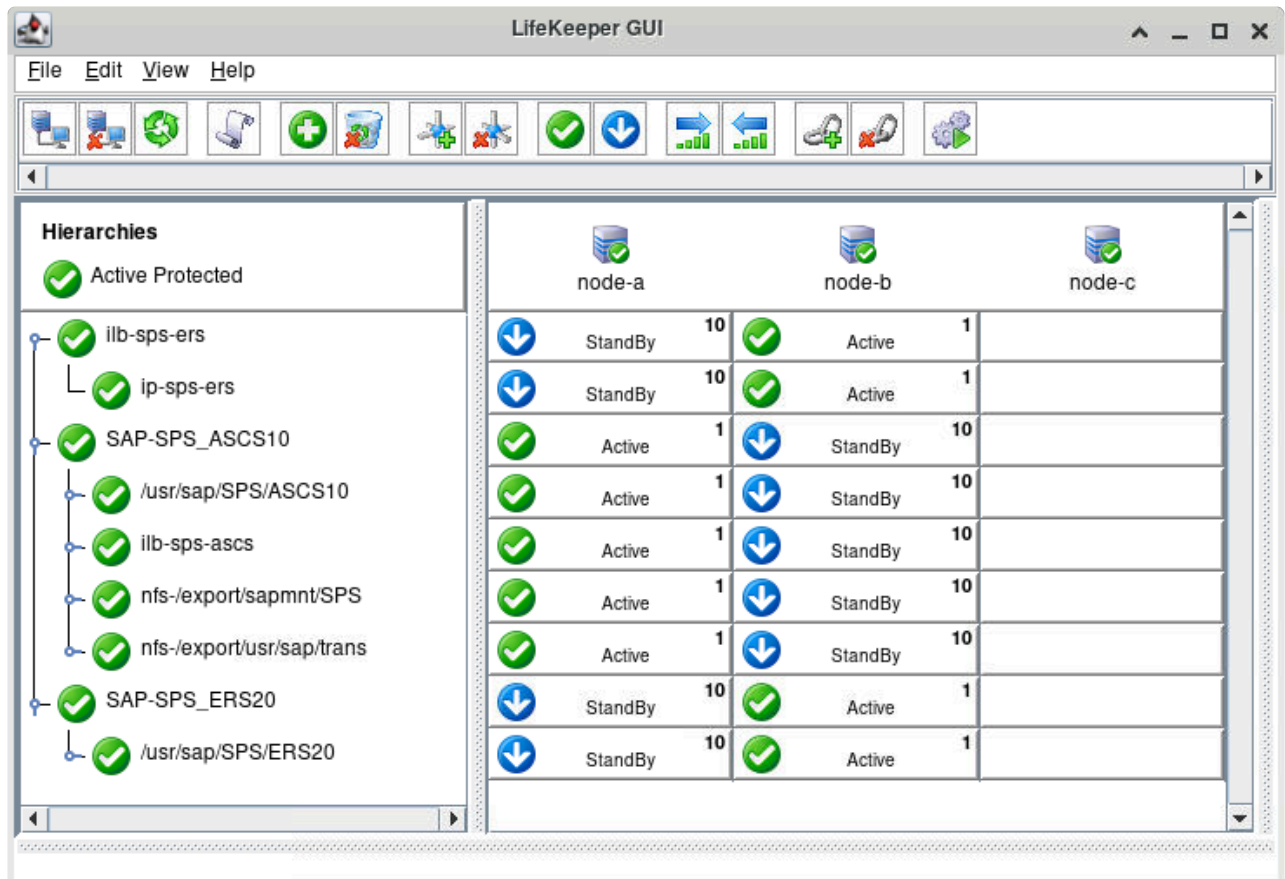 LifeKeeper GUI
File Edit View Help
Hierarchies
Active Protected
node-a node-b node-c
ilb-sps-ers StandBy 10 Active 1
ip-sps-ers StandBy 10 Active 1
SAP-SPS_ASCS10 Active 1 StandBy 10
/usr/sap/SPS/ASCS10 Active 1 StandBy 10
ilb-sps-ascs Active 1 StandBy 10
nfs-/export/sapmnt/SPS Active 1 StandBy 10
nfs-/export/usr/sap/trans Active 1 StandBy 10
SAP-SPS_ERS20 StandBy 10 Active 1
/usr/sap/SPS/ERS20 StandBy 10 Active 1